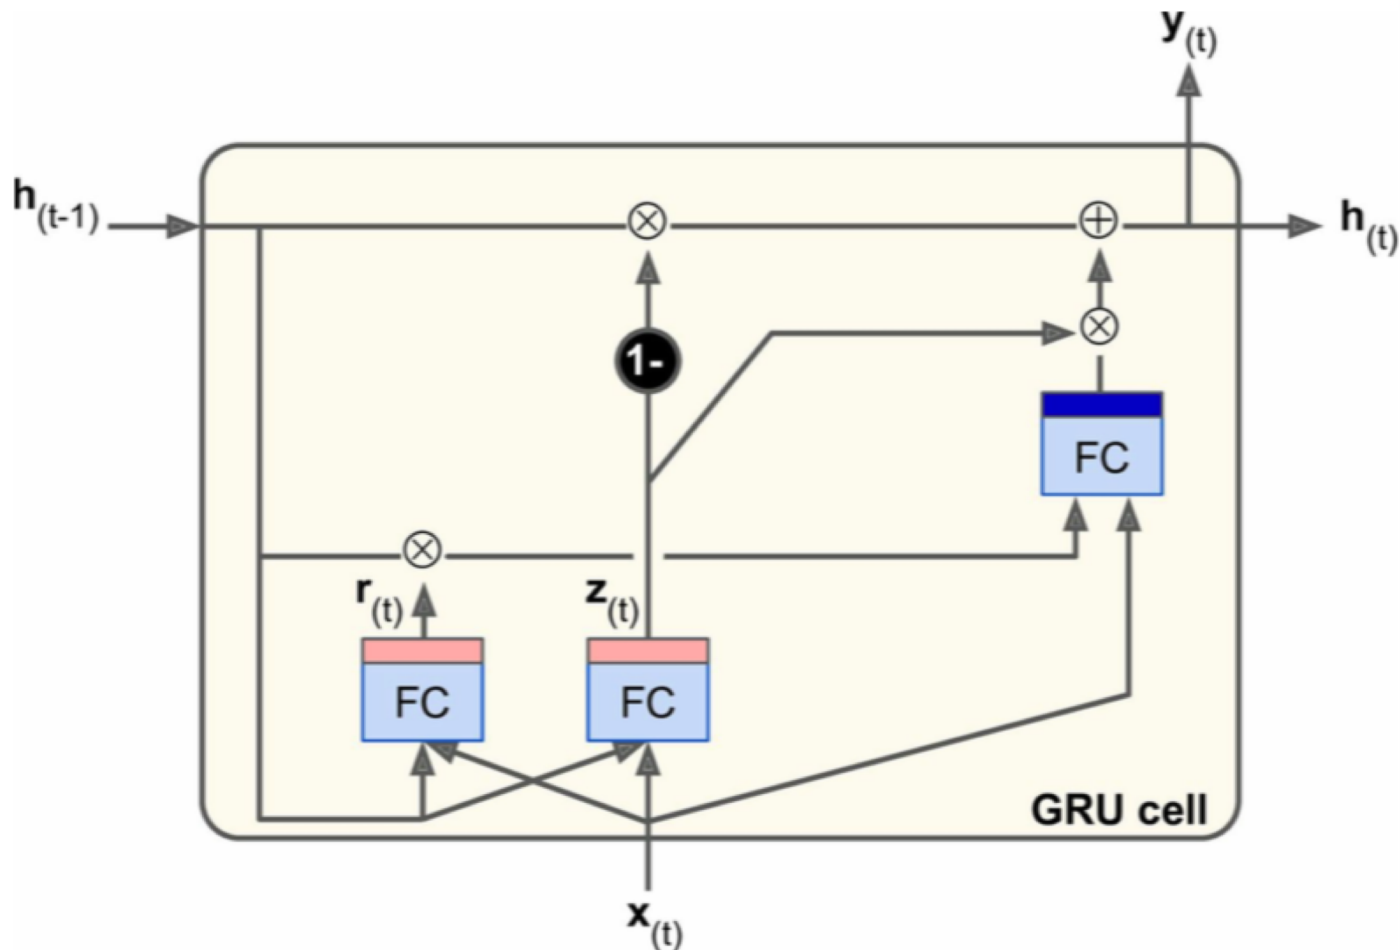 y(t)
h(t-1)
h(t)
1-
FC
r(t)
z(t)
FC
FC
GRU cell
x(t)